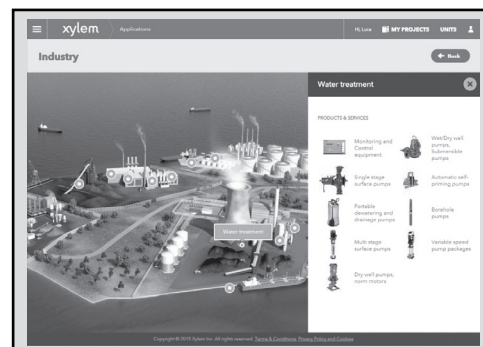 xylem
Applications
Hi, Luca
MY PROJECTS
UNITS
Industry
Back
Water treatment
PRODUCTS & SERVICES
Monitoring and
Control
equipment
Wet/Dry well
pumps,
Submersible
pumps
Single stage
surface pumps
Automatic self-
priming pumps
Portable
dewatering and
drainage pumps
Borehole
pumps
Multi stage
surface pumps
Variable speed
pump packages
Dry well pumps,
norm motors
Water treatment
Copyright © 2015 Xylem Inc. All rights reserved. Terms & Conditions. Privacy Policy and Cookies